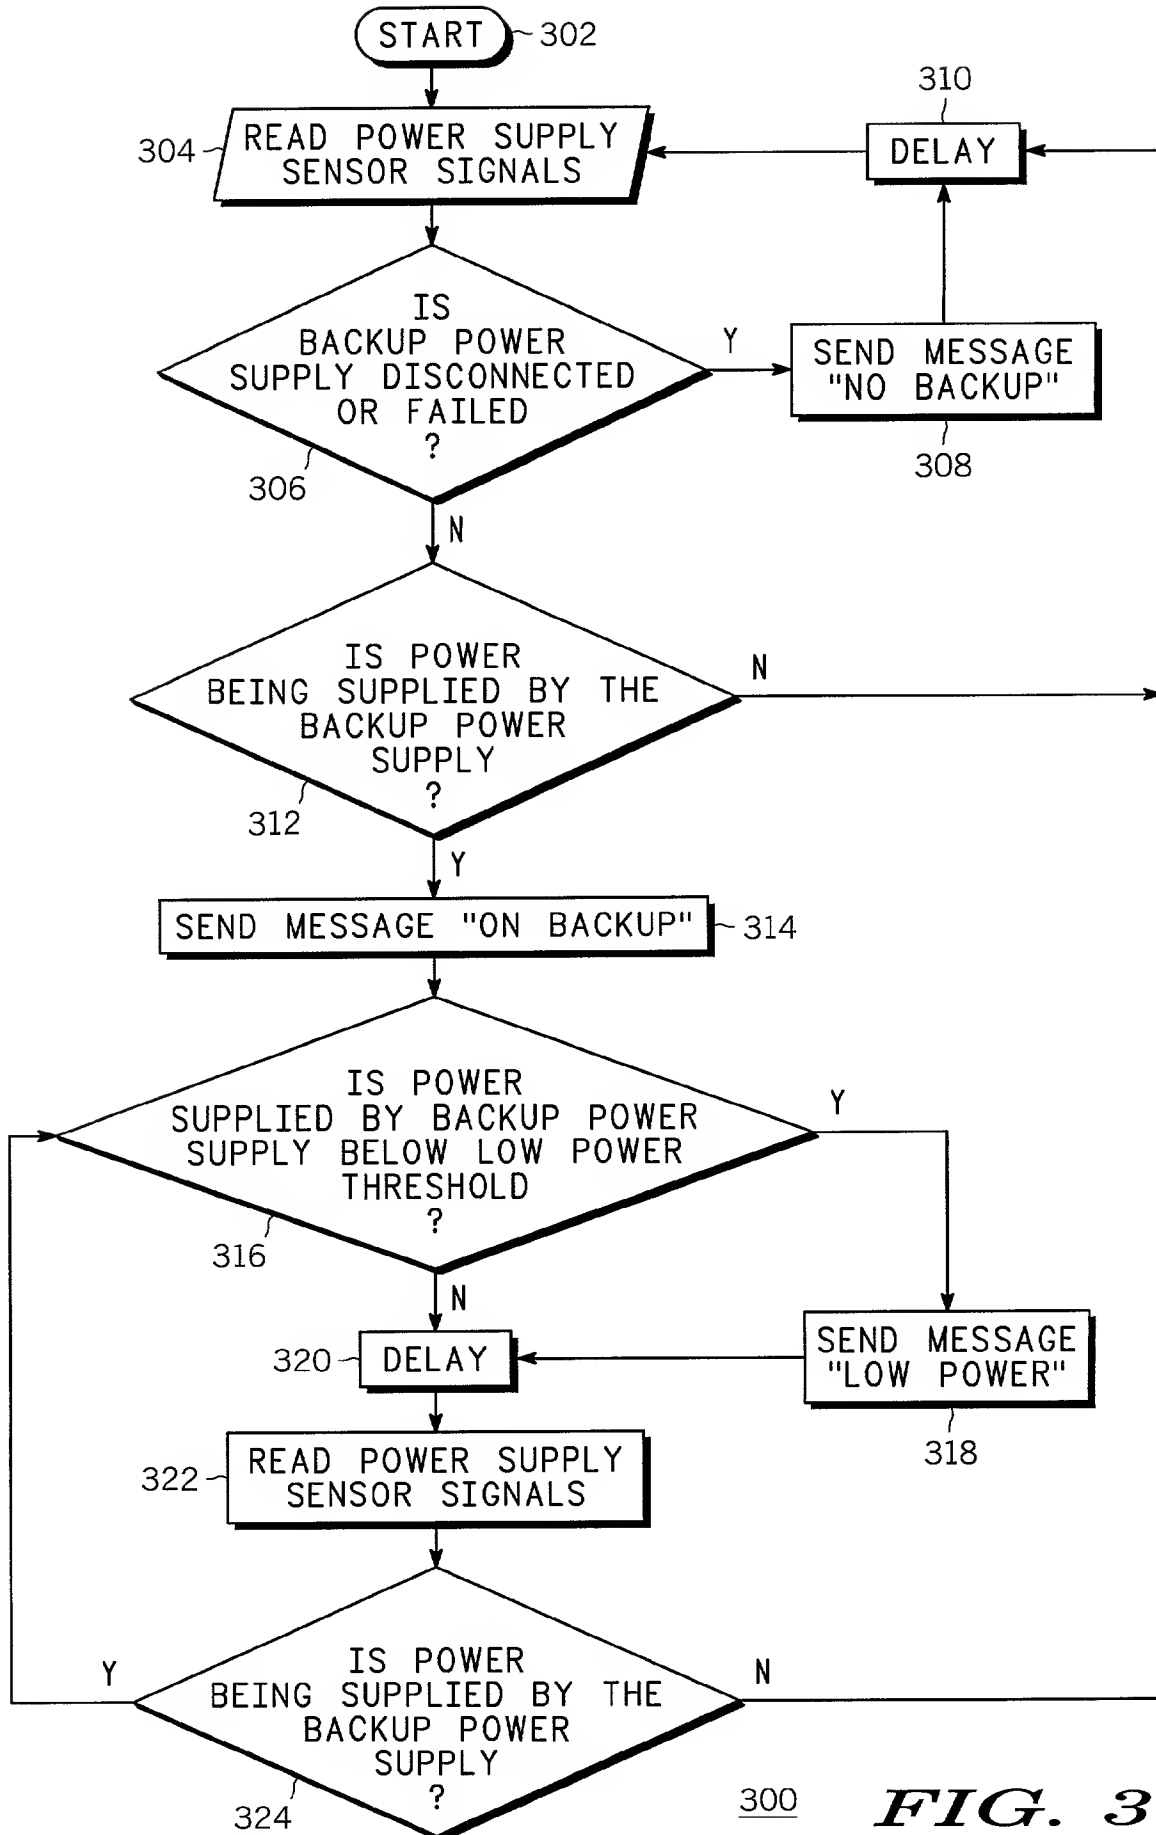 START
302
310
DELAY
304
READ POWER SUPPLY
SENSOR SIGNALS
IS
BACKUP POWER
SUPPLY DISCONNECTED
OR FAILED
?
306
Y
SEND MESSAGE
"NO BACKUP"
308
N
IS POWER
BEING SUPPLIED BY THE
BACKUP POWER
SUPPLY
?
312
N
Y
SEND MESSAGE "ON BACKUP"
314
IS POWER
SUPPLIED BY BACKUP POWER
SUPPLY BELOW LOW POWER
THRESHOLD
?
316
Y
N
320
DELAY
SEND MESSAGE
"LOW POWER"
318
322
READ POWER SUPPLY
SENSOR SIGNALS
Y
IS POWER
BEING SUPPLIED BY THE
BACKUP POWER
SUPPLY
?
324
N
300
FIG. 3